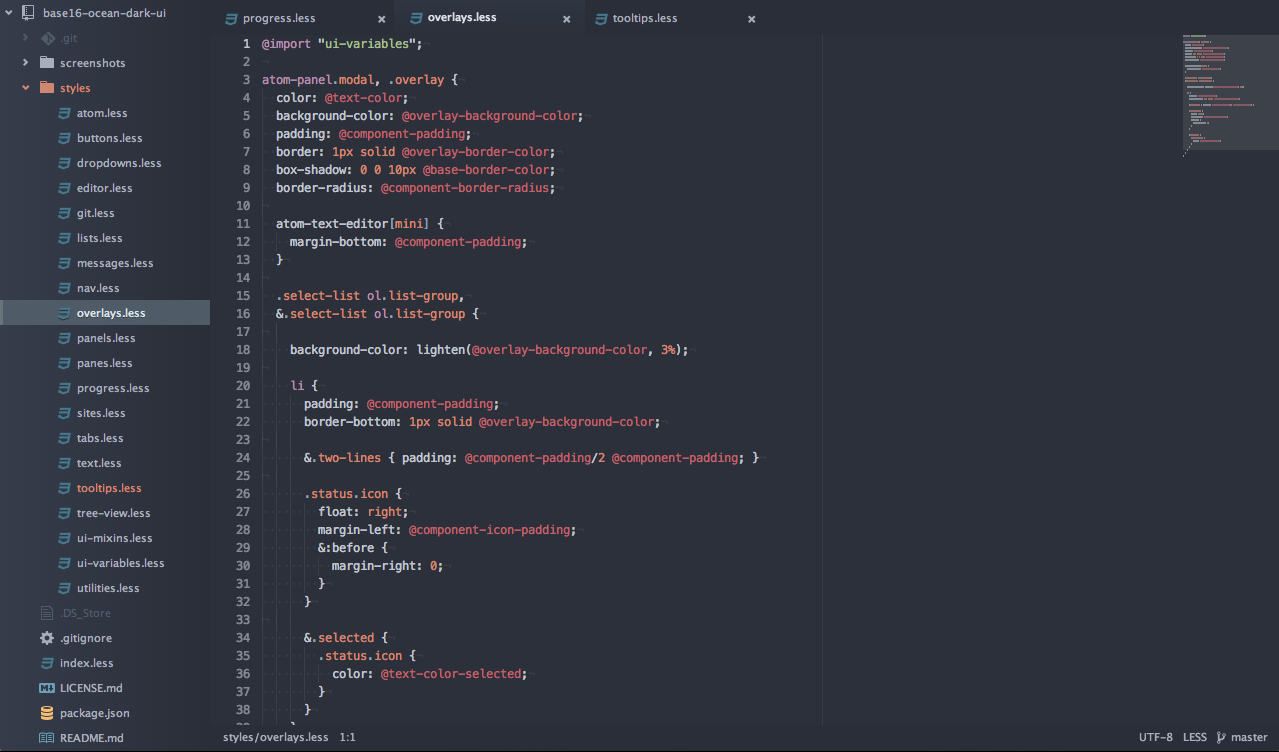 base16-ocean-dark-ui
.git
screenshots
styles
atom.less
buttons.less
dropdowns.less
editor.less
git.less
lists.less
messages.less
nav.less
overlays.less
panels.less
panes.less
progress.less
sites.less
tabs.less
text.less
tooltips.less
tree-view.less
ui-mixins.less
ui-variables.less
utilities.less
.DS_Store
.gitignore
index.less
LICENSE.md
package.json
README.md
progress.less × overlays.less × tooltips.less ×
1 @import "ui-variables";
2
3 atom-panel.modal, .overlay {
4 color: @text-color;
5 background-color: @overlay-background-color;
6 padding: @component-padding;
7 border: 1px solid @overlay-border-color;
8 box-shadow: 0 0 10px @base-border-color;
9 border-radius: @component-border-radius;
10
11 atom-text-editor[mini] {
12 margin-bottom: @component-padding;
13 }
14
15 .select-list ol.list-group,
16 &.select-list ol.list-group {
17
18 background-color: lighten(@overlay-background-color, 3%);
19
20 li {
21 padding: @component-padding;
22 border-bottom: 1px solid @overlay-background-color;
23
24 &.two-lines { padding: @component-padding/2 @component-padding; }
25
26 .status.icon {
27 float: right;
28 margin-left: @component-icon-padding;
29 &:before {
30 margin-right: 0;
31 }
32 }
33
34 &.selected {
35 .status.icon {
36 color: @text-color-selected;
37 }
38 }
39 }
styles/overlays.less 1:1 UTF-8 LESS master